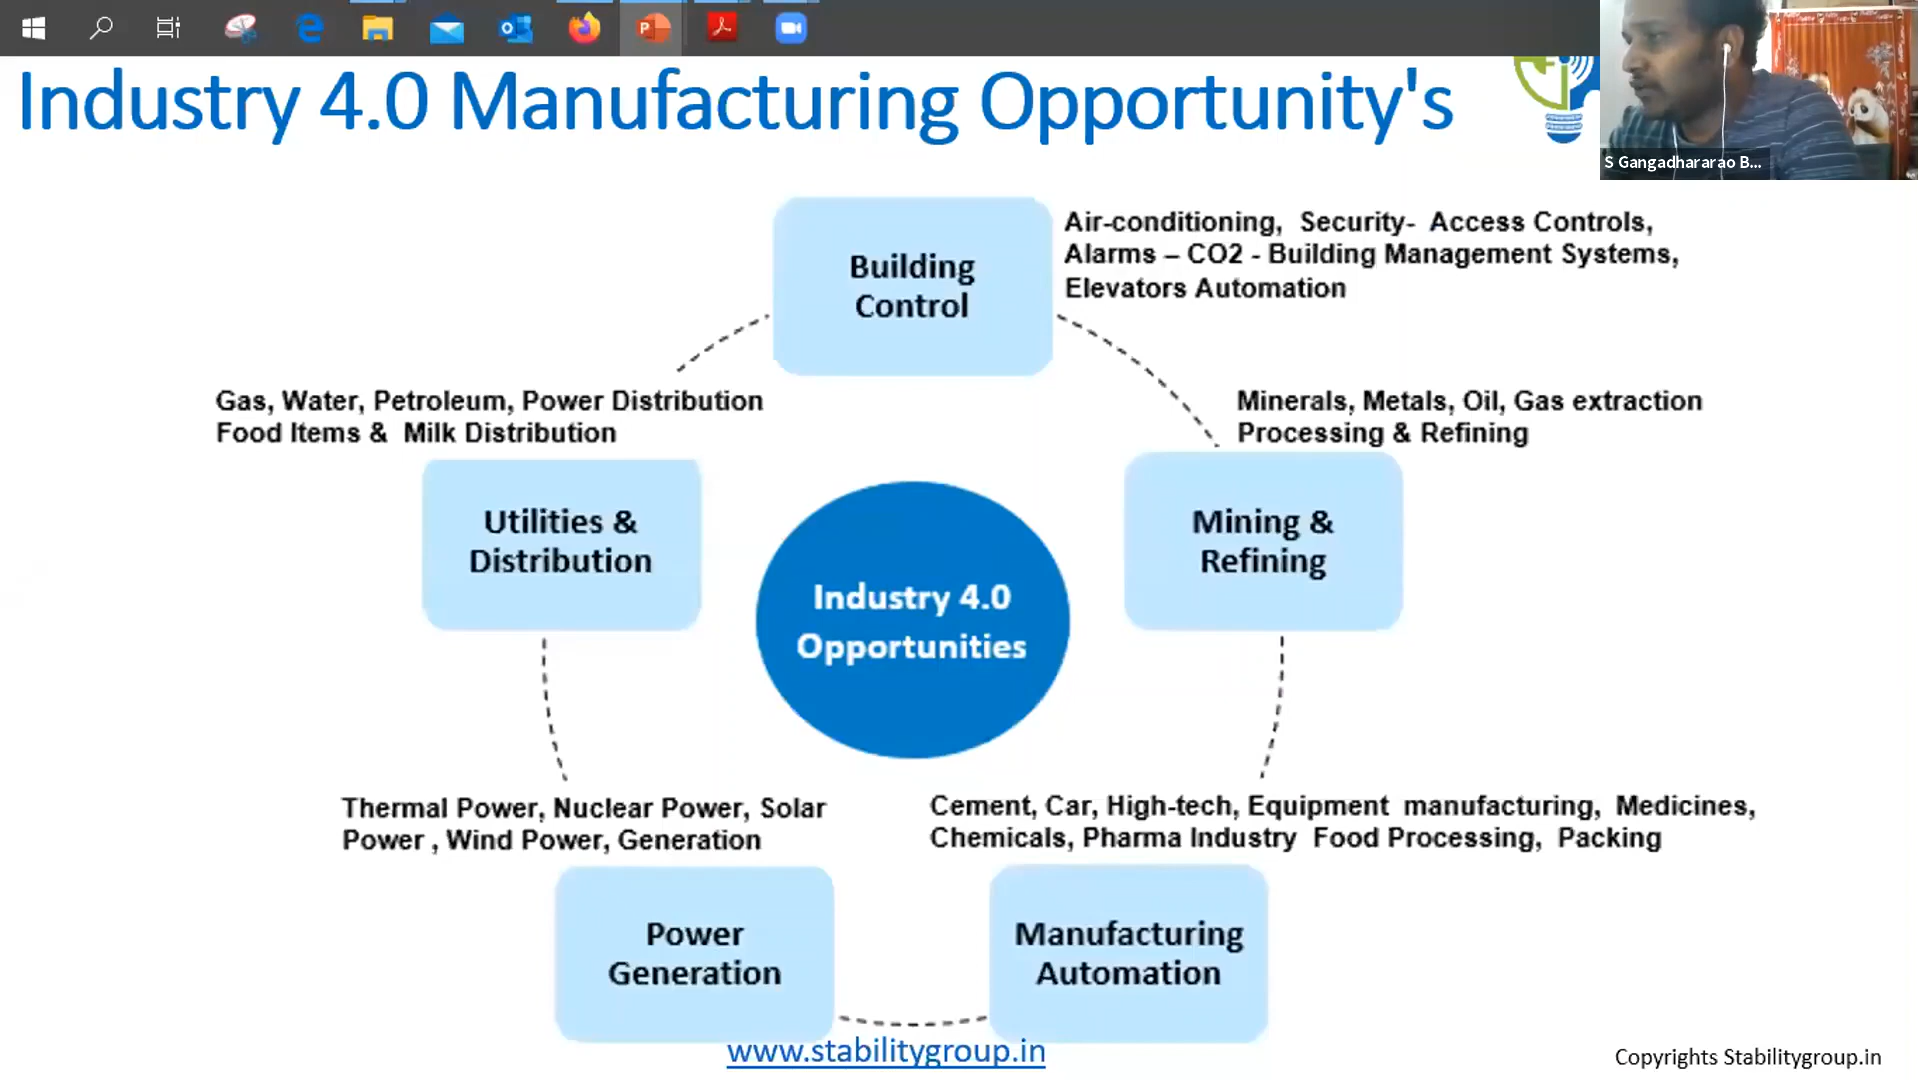 Industry 4.0 Manufacturing Opportunity's
S Gangadhararao B...
Building
Control
Air-conditioning, Security- Access Controls,
Alarms – CO2 - Building Management Systems,
Elevators Automation
Gas, Water, Petroleum, Power Distribution
Food Items & Milk Distribution
Minerals, Metals, Oil, Gas extraction
Processing & Refining
Utilities &
Distribution
Mining &
Refining
Industry 4.0
Opportunities
Thermal Power, Nuclear Power, Solar
Power , Wind Power, Generation
Cement, Car, High-tech, Equipment manufacturing, Medicines,
Chemicals, Pharma Industry Food Processing, Packing
Power
Generation
Manufacturing
Automation
www.stabilitygroup.in
Copyrights Stabilitygroup.in